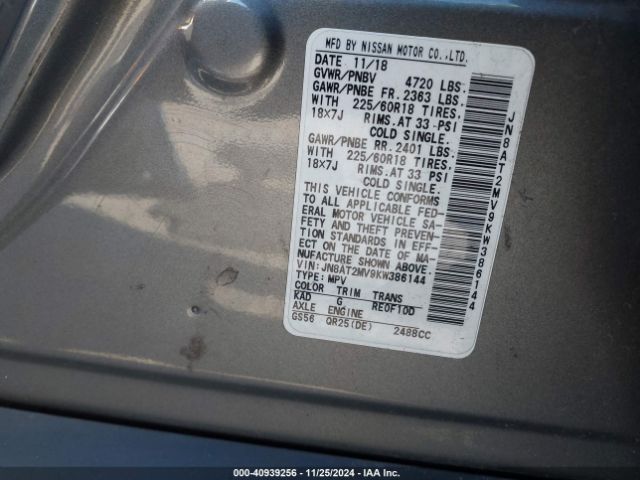 MFD BY NISSAN MOTOR CO.,LTD.
DATE 11/18
GVWR/PNBV 4720 LBS.
GAWR/PNBE FR. 2363 LBS.
WITH 225/60R18 TIRES.
18x7J RIMS.AT 33 PSI
COLD SINGLE.
GAWR/PNBE RR. 2401 LBS.
WITH 225/60R18 TIRES.
18x7J RIMS.AT 33 PSI
COLD SINGLE.
THIS VEHICLE CONFORMS
TO ALL APPLICABLE FED-
ERAL MOTOR VEHICLE SA-
FETY AND THEFT PREVEN-
TION STANDARDS IN EFF-
ECT ON THE DATE OF MA-
NUFACTURE SHOWN ABOVE.
VIN: JN8AT2MV9KW386144
TYPE: MPV
COLOR TRIM TRANS
KAD G RE0F10D
AXLE ENGINE
GS56 QR25(DE) 2488CC
JN8AT2MV9KW386144
000-40939256 - 11/25/2024 - IAA Inc.